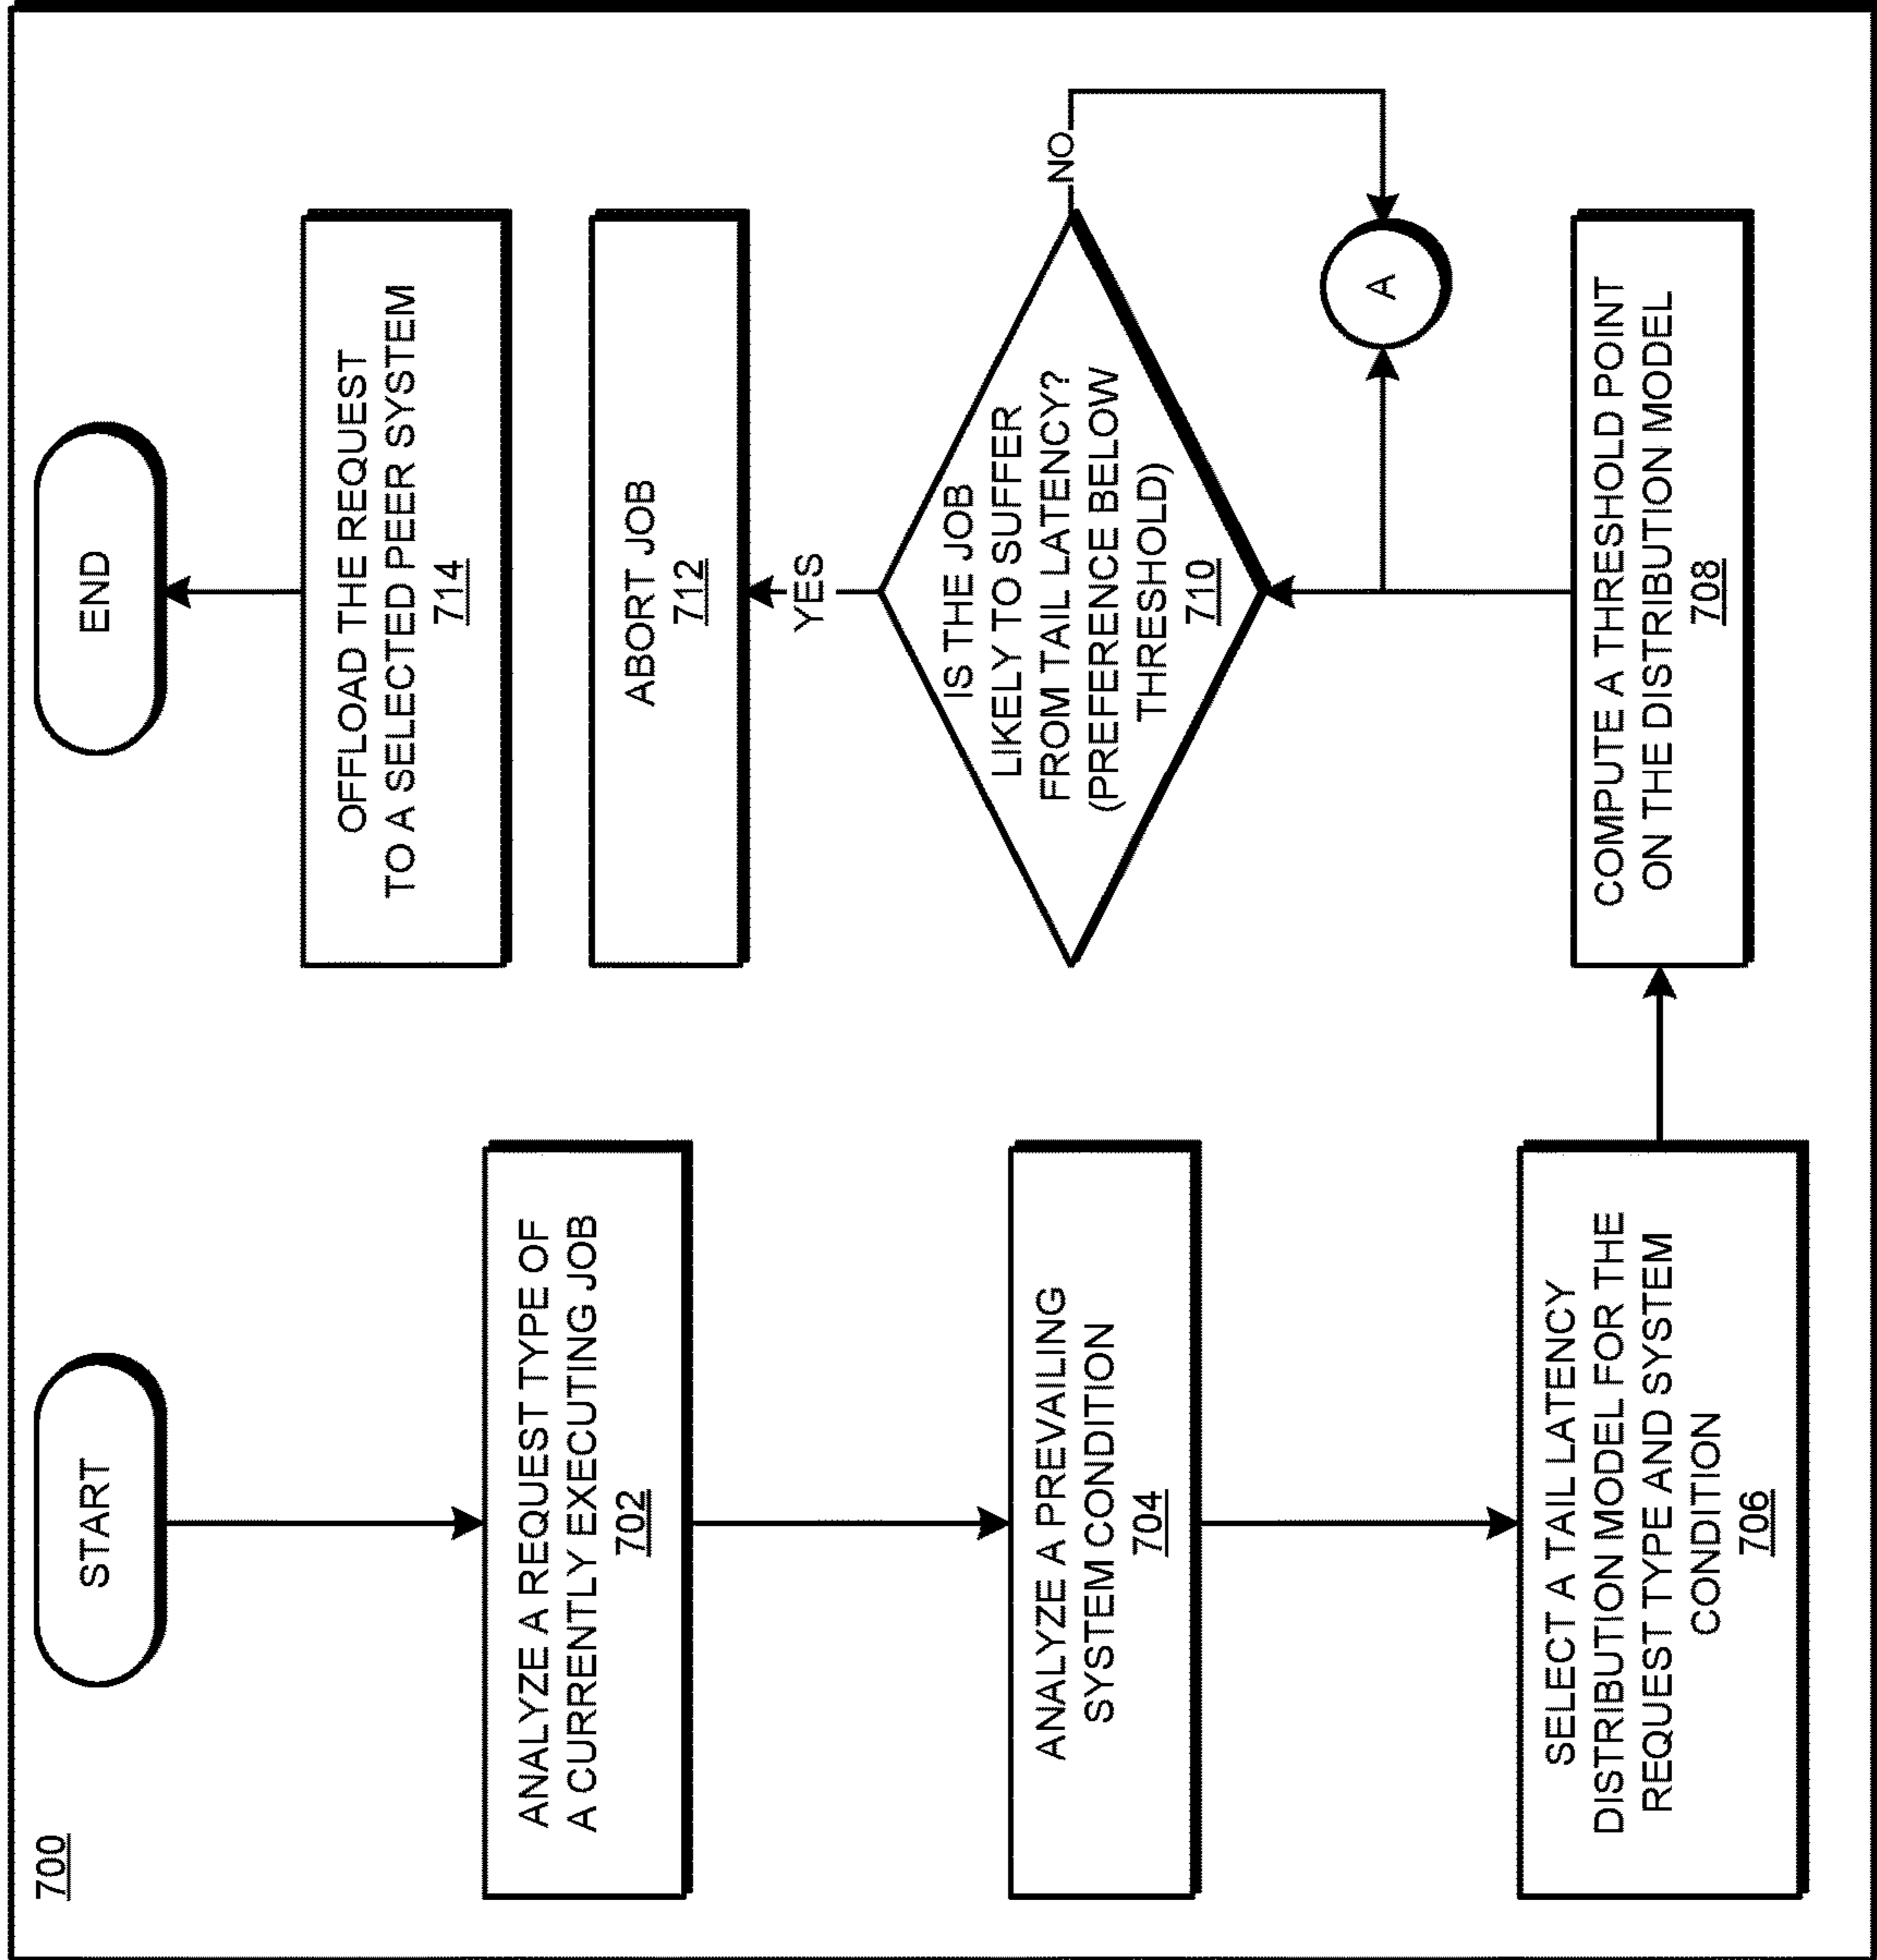 700
START
ANALYZE A REQUEST TYPE OF
A CURRENTLY EXECUTING JOB
702
ANALYZE A PREVAILING
SYSTEM CONDITION
704
SELECT A TAIL LATENCY
DISTRIBUTION MODEL FOR THE
REQUEST TYPE AND SYSTEM
CONDITION
706
COMPUTE A THRESHOLD POINT
ON THE DISTRIBUTION MODEL
708
A
IS THE JOB
LIKELY TO SUFFER
FROM TAIL LATENCY?
(PREFERENCE BELOW
THRESHOLD)
710
NO
YES
ABORT JOB
712
OFFLOAD THE REQUEST
TO A SELECTED PEER SYSTEM
714
END